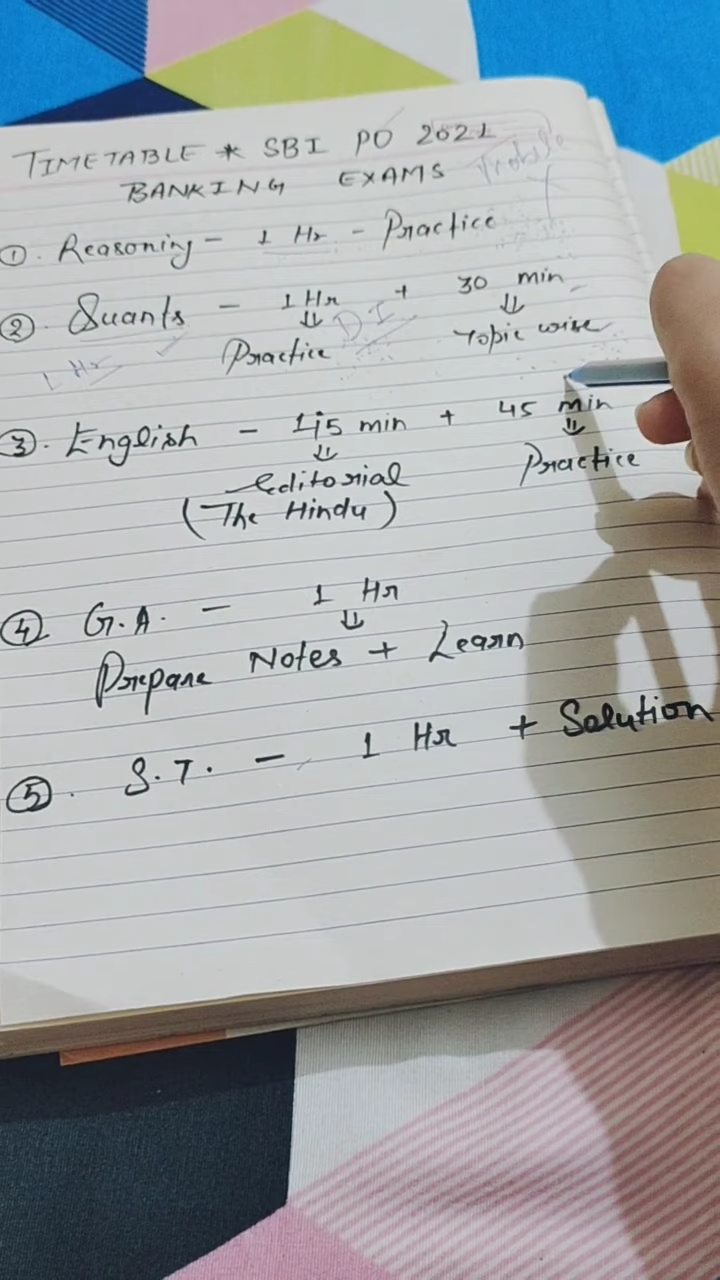 TIMETABLE * SBI PO 2021
BANKING EXAMS
①. Reasoning - 1 Hr - Practice
②. Quants - 1 Hr + 30 min
⇓ DI ⇓
1 Hr ✓ Practice Topic wise
③. English - 15 min + 45 min
⇓ ⇓
Editorial Practice
(The Hindu)
④ G.A. - 1 Hr
⇓
Prepare Notes + Learn
⑤. S.T. - 1 Hr + Solution